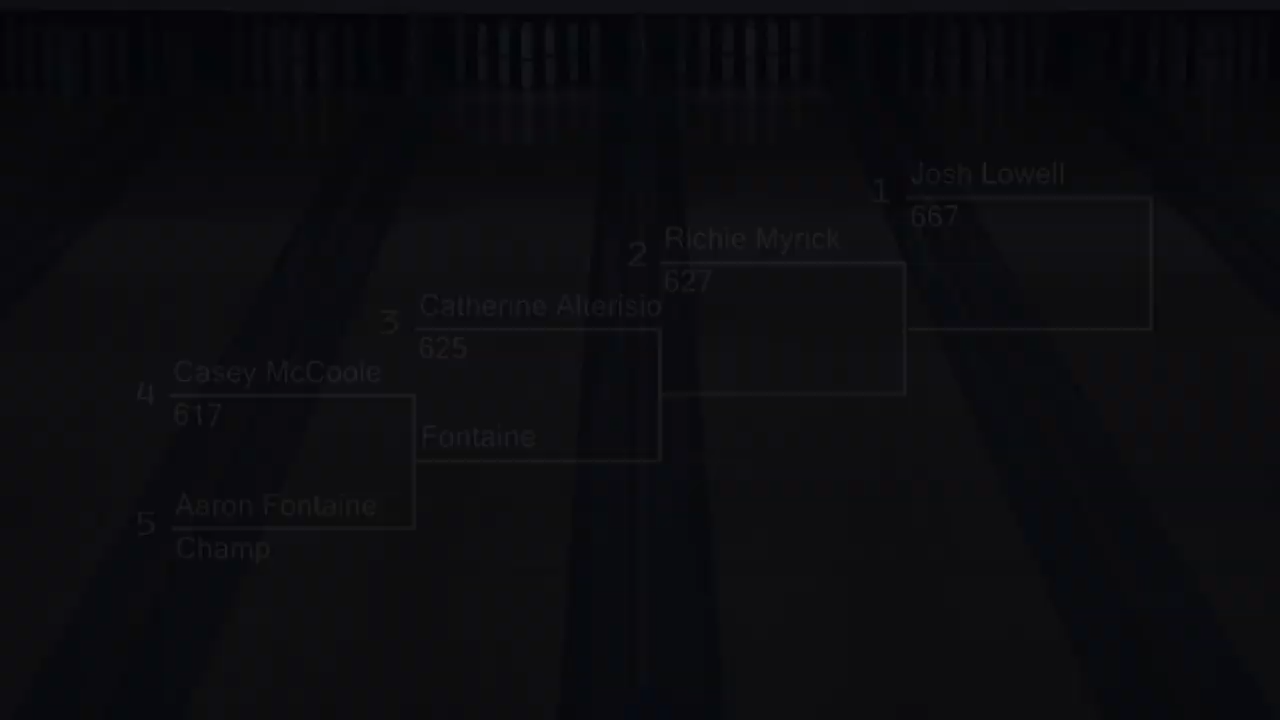 1 Josh Lowell
667
2 Richie Myrick
627
3 Catherine Alterisio
625
4 Casey McCoole
617
Fontaine
5 Aaron Fontaine
Champ